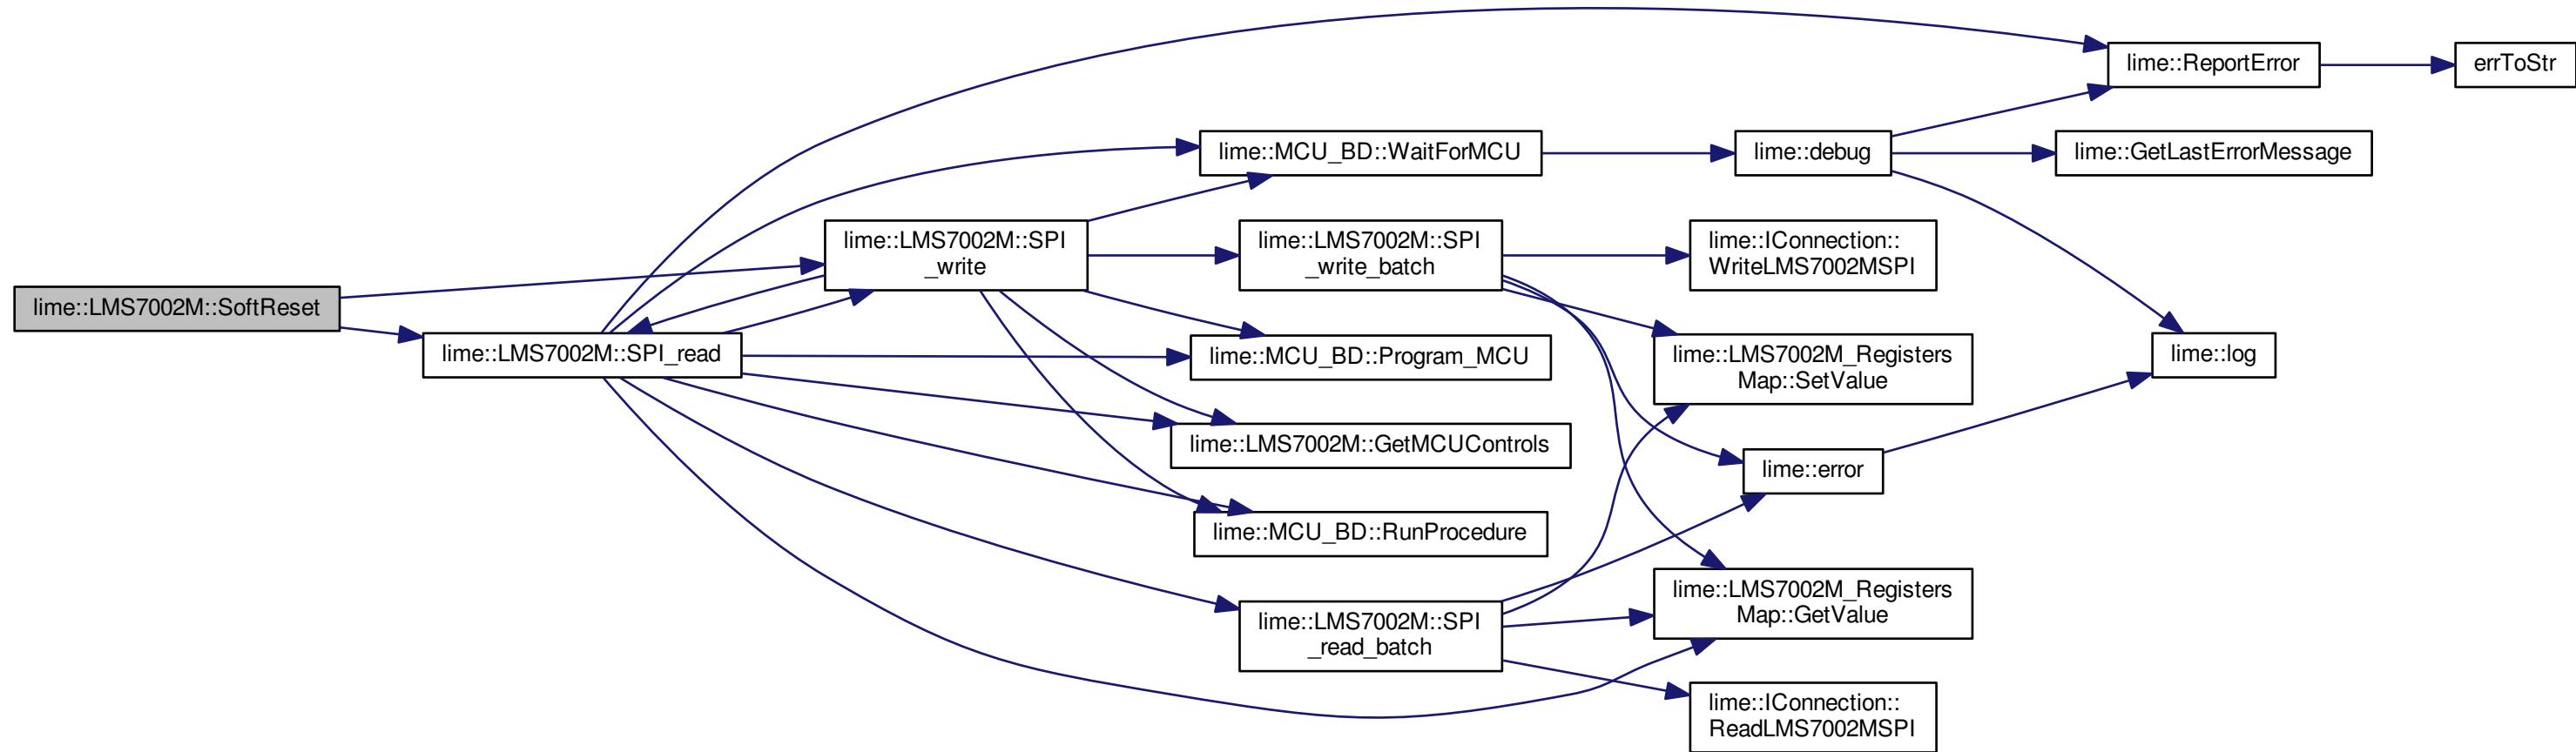 lime::LMS7002M::SoftReset
lime::LMS7002M::SPI_read
lime::LMS7002M::SPI
_write
lime::MCU_BD::WaitForMCU
lime::LMS7002M::SPI
_write_batch
lime::MCU_BD::Program_MCU
lime::LMS7002M::GetMCUControls
lime::MCU_BD::RunProcedure
lime::LMS7002M::SPI
_read_batch
lime::debug
lime::IConnection::
WriteLMS7002MSPI
lime::LMS7002M_Registers
Map::SetValue
lime::error
lime::LMS7002M_Registers
Map::GetValue
lime::IConnection::
ReadLMS7002MSPI
lime::ReportError
lime::GetLastErrorMessage
lime::log
errToStr